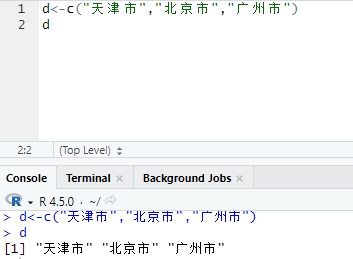 1 d<-c("天津市","北京市","广州市")
2 d
2:2 (Top Level)
Console Terminal Background Jobs
R R 4.5.0 · ~/
> d<-c("天津市","北京市","广州市")
> d
[1] "天津市" "北京市" "广州市"